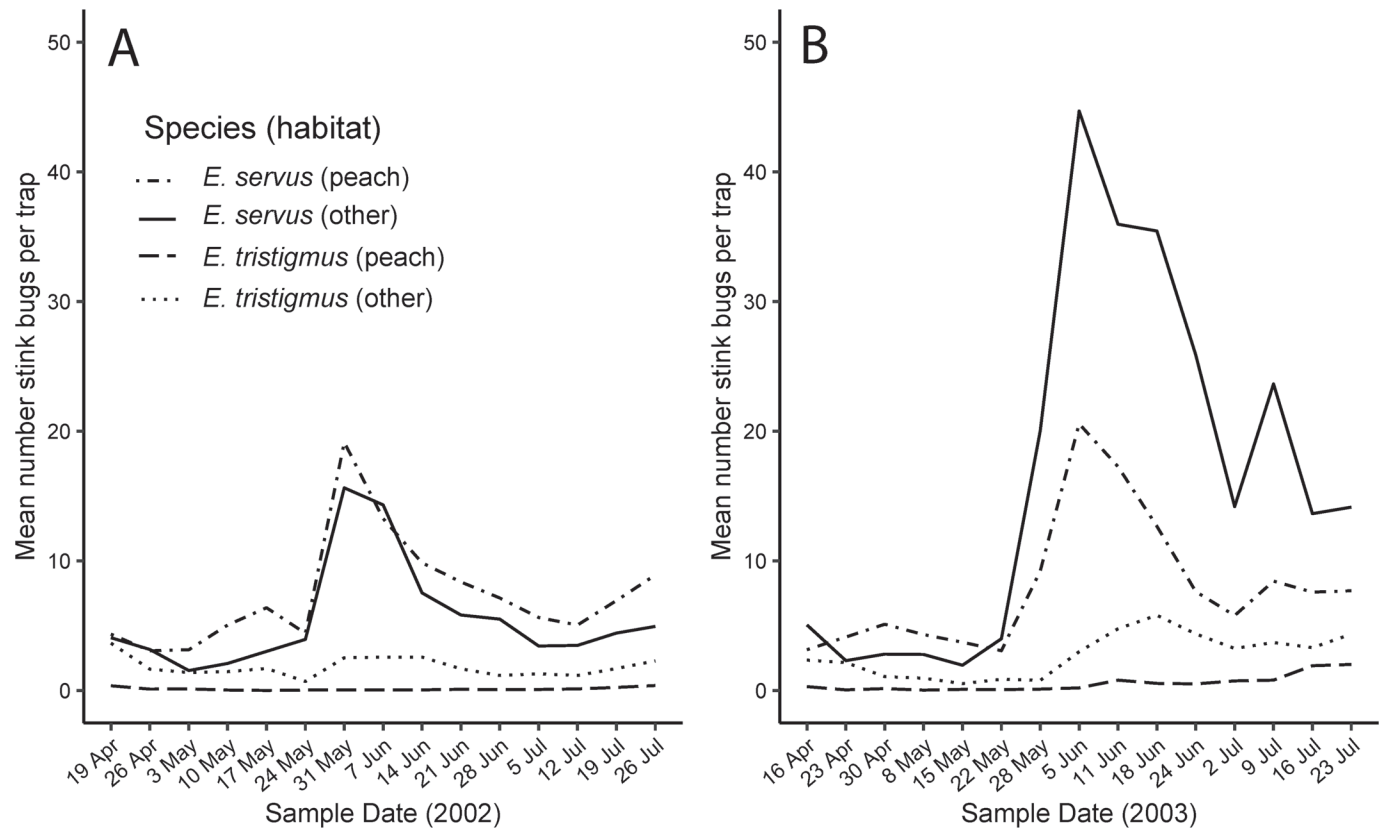 A
Species (habitat)
E. servus (peach)
E. servus (other)
E. tristigmus (peach)
E. tristigmus (other)
Mean number stink bugs per trap
50
40
30
20
10
0
19 Apr
26 Apr
3 May
10 May
17 May
24 May
31 May
7 Jun
14 Jun
21 Jun
28 Jun
5 Jul
12 Jul
19 Jul
26 Jul
Sample Date (2002)
B
Mean number stink bugs per trap
50
40
30
20
10
0
16 Apr
23 Apr
30 Apr
8 May
15 May
22 May
28 May
5 Jun
11 Jun
18 Jun
24 Jun
2 Jul
9 Jul
16 Jul
23 Jul
Sample Date (2003)